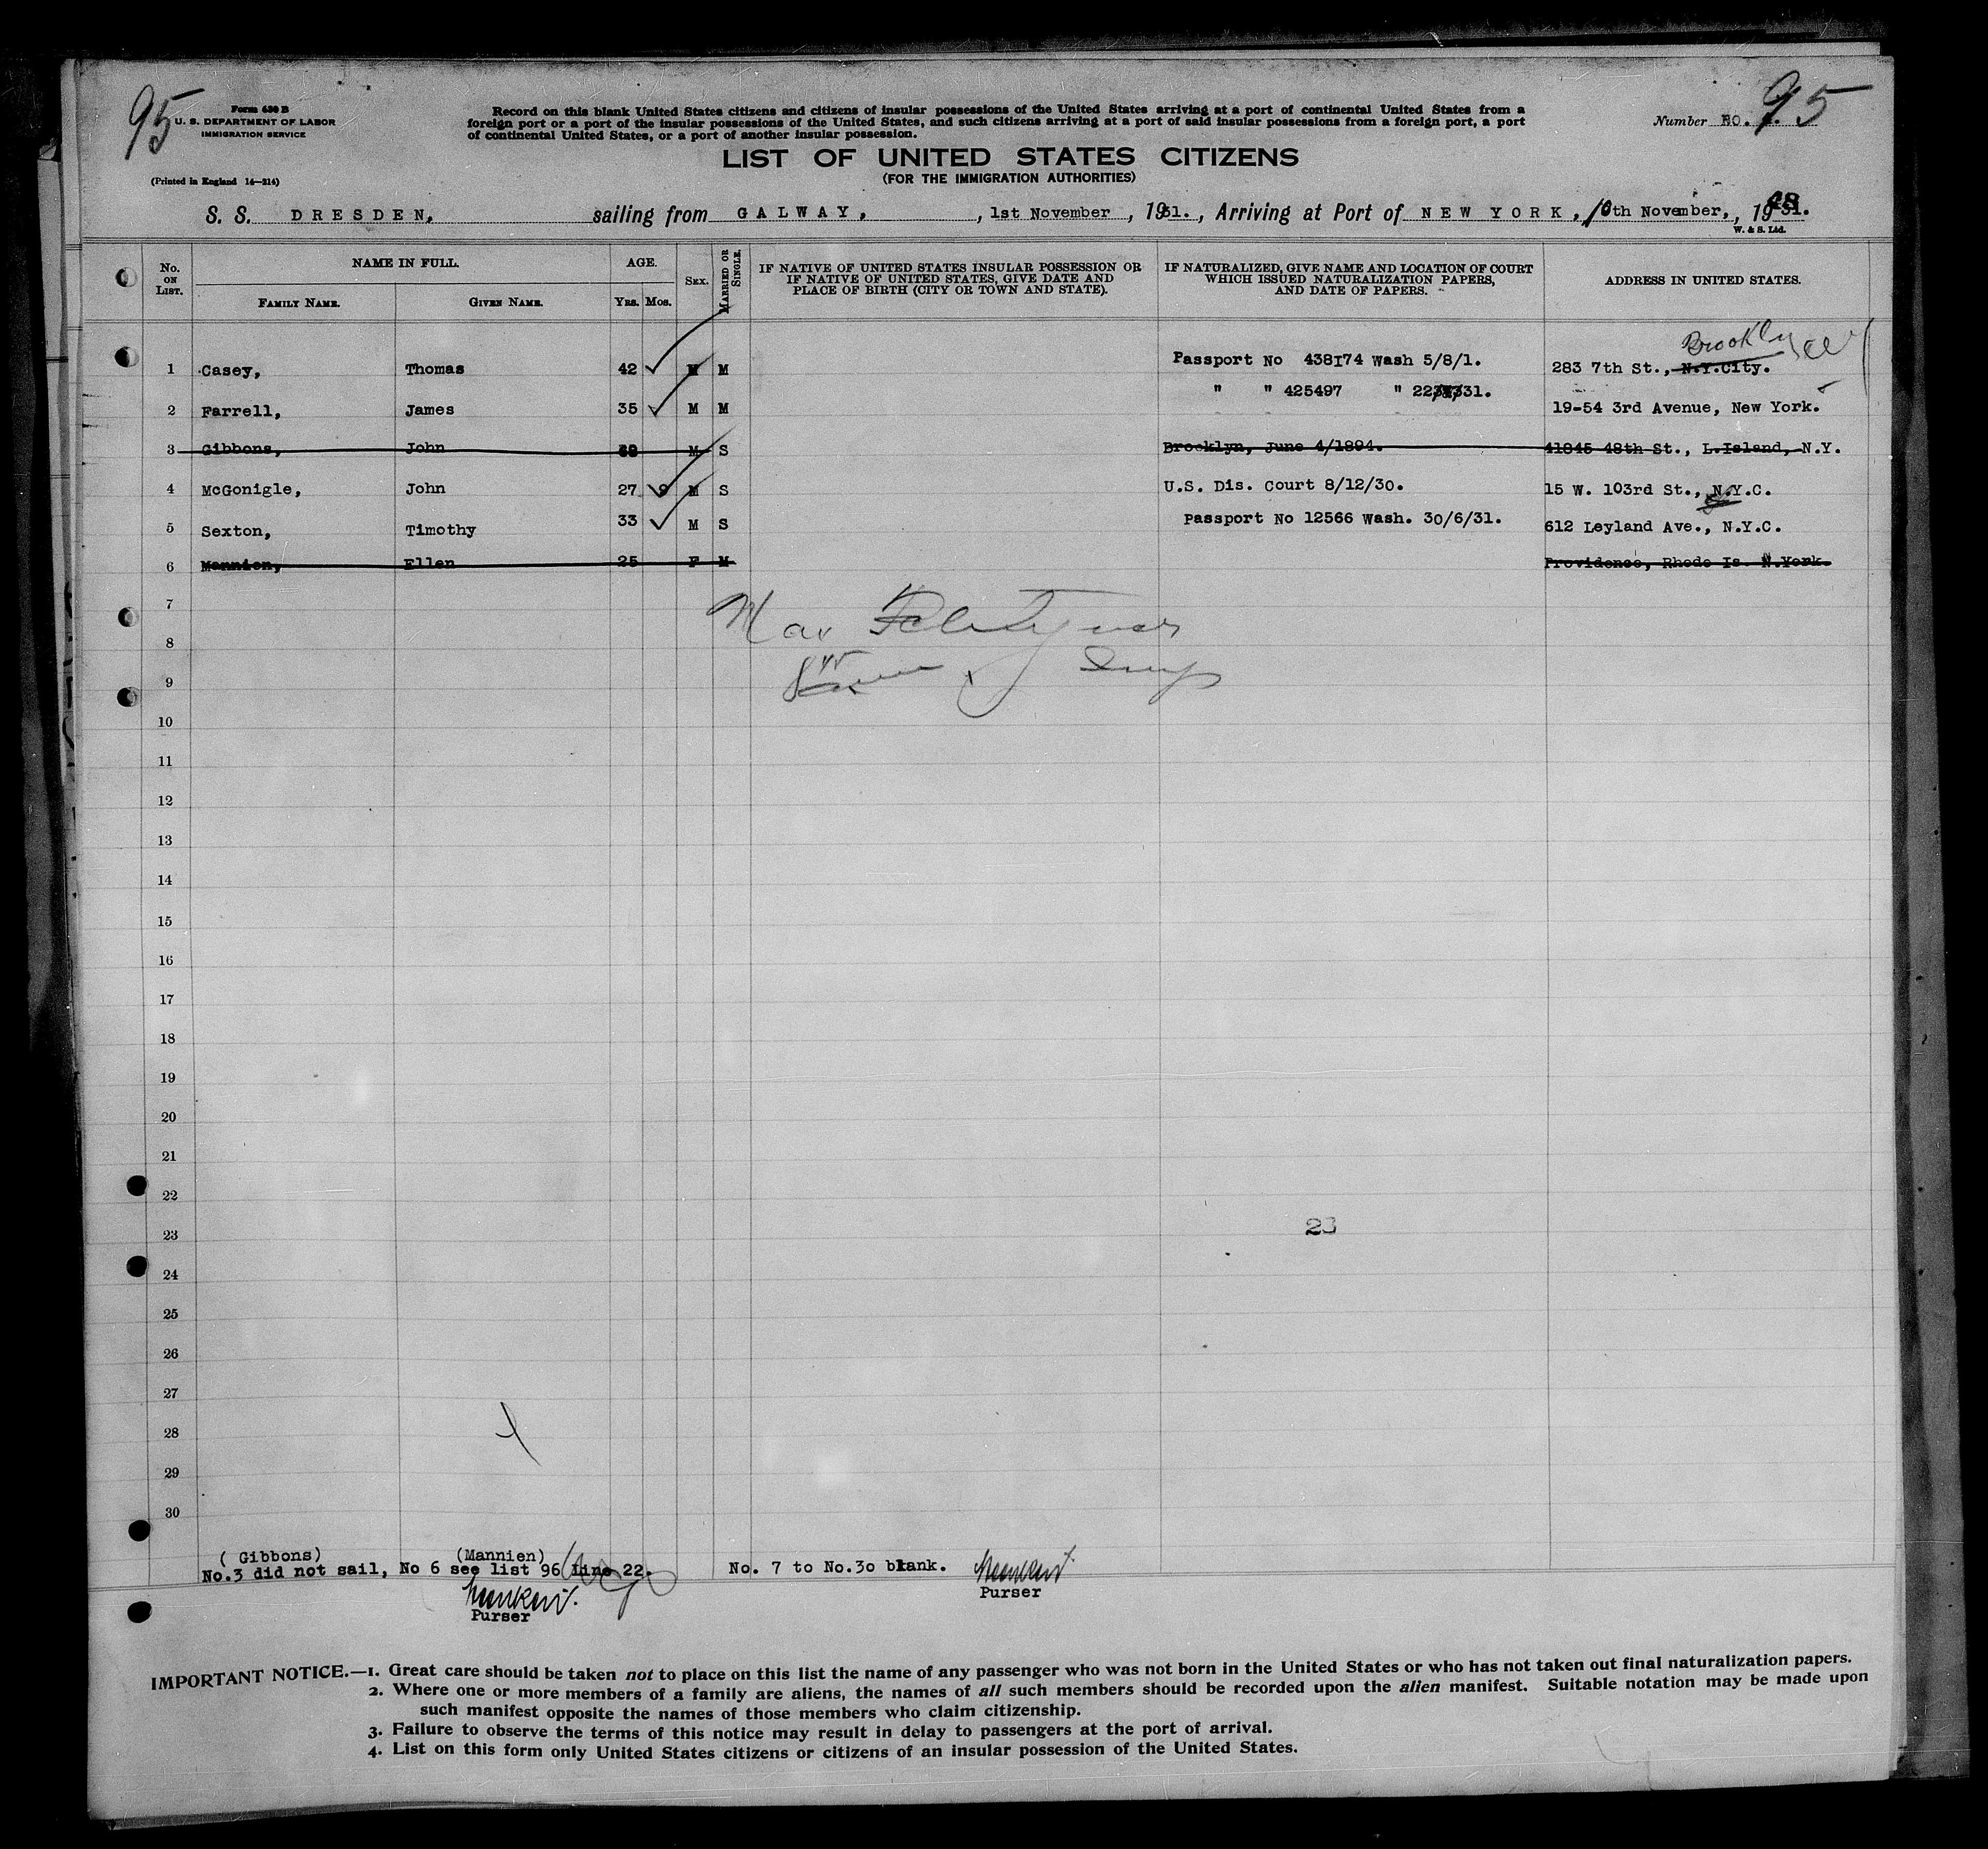 95
Form 630 B
U. S. DEPARTMENT OF LABOR
IMMIGRATION SERVICE
(Printed in England 14—214)
Record on this blank United States citizens and citizens of insular possessions of the United States arriving at a port of continental United States from a
foreign port or a port of the insular possessions of the United States, and such citizens arriving at a port of said insular possessions from a foreign port, a port
of continental United States, or a port of another insular possession.
Number NO. 95
LIST OF UNITED STATES CITIZENS
(FOR THE IMMIGRATION AUTHORITIES)
S. S. DRESDEN, sailing from GALWAY, , 1st November , 1931. , Arriving at Port of NEW YORK, 10th November, , 1931.
W. & S. Ltd.
No. ON LIST. NAME IN FULL. AGE. SEX. MARRIED OR SINGLE. IF NATIVE OF UNITED STATES INSULAR POSSESSION OR IF NATIVE OF UNITED STATES, GIVE DATE AND PLACE OF BIRTH (CITY OR TOWN AND STATE). IF NATURALIZED, GIVE NAME AND LOCATION OF COURT WHICH ISSUED NATURALIZATION PAPERS, AND DATE OF PAPERS. ADDRESS IN UNITED STATES.
FAMILY NAME. GIVEN NAME. YRS. MOS.
Brooklyn
1 Casey, Thomas 42 M M Passport No 438174 Wash 5/8/1. 283 7th St., N.Y.City.
2 Farrell, James 35 M M " " 425497 " 31. 19-54 3rd Avenue, New York.
3 Gibbons, John M S Brooklyn, June 4/1894. 41845 48th St., L.Island, N.Y.
4 McGonigle, John 27 9 M S U.S. Dis. Court 8/12/30. 15 W. 103rd St., N.Y.C.
5 Sexton, Timothy 33 M S Passport No 12566 Wash. 30/6/31. 612 Leyland Ave., N.Y.C.
6 Mannion, Ellen 25 F M Providence, Rhode Is. N.York.
7
8
9
10
11
12
13
14
15
16
17
18
19
20
21
22
23 23
24
25
26
27
28
29
30
(Gibbons) (Mannien)
No.3 did not sail, No 6 see list 96 line 22. No. 7 to No.30 blank.
Purser Purser
IMPORTANT NOTICE.—1. Great care should be taken not to place on this list the name of any passenger who was not born in the United States or who has not taken out final naturalization papers.
2. Where one or more members of a family are aliens, the names of all such members should be recorded upon the alien manifest. Suitable notation may be made upon
such manifest opposite the names of those members who claim citizenship.
3. Failure to observe the terms of this notice may result in delay to passengers at the port of arrival.
4. List on this form only United States citizens or citizens of an insular possession of the United States.